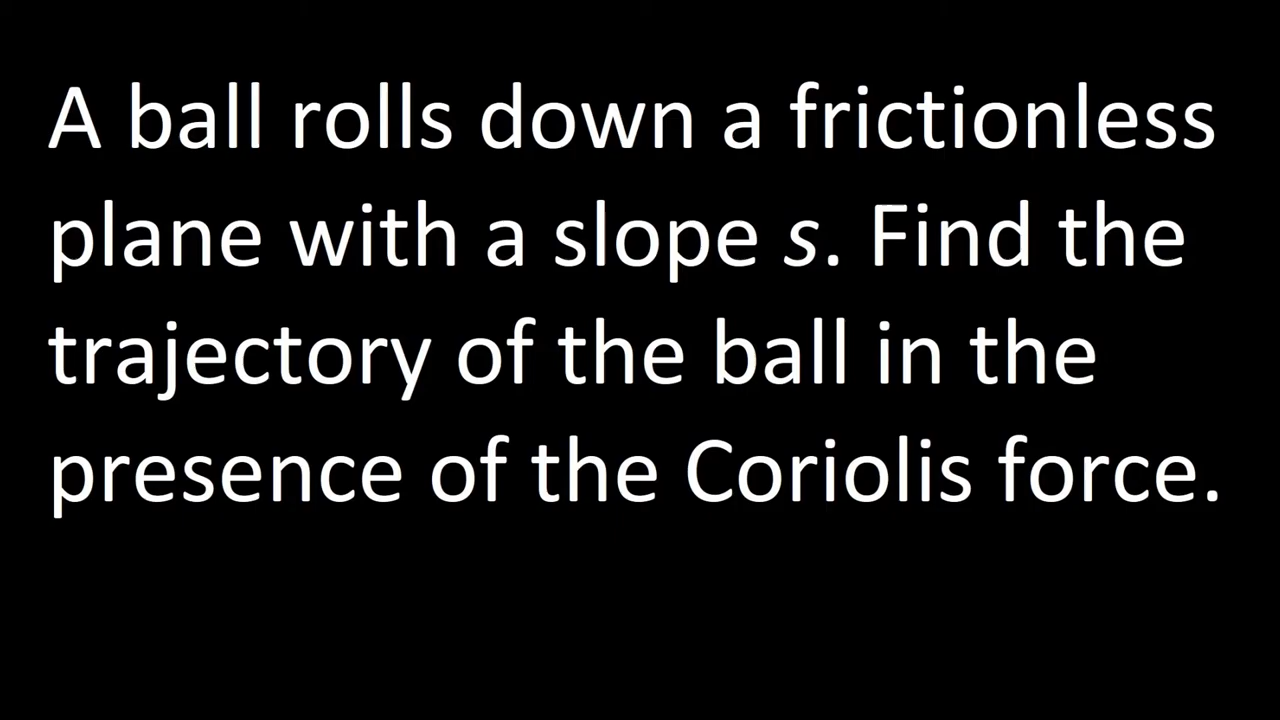 A ball rolls down a frictionless
plane with a slope s. Find the
trajectory of the ball in the
presence of the Coriolis force.